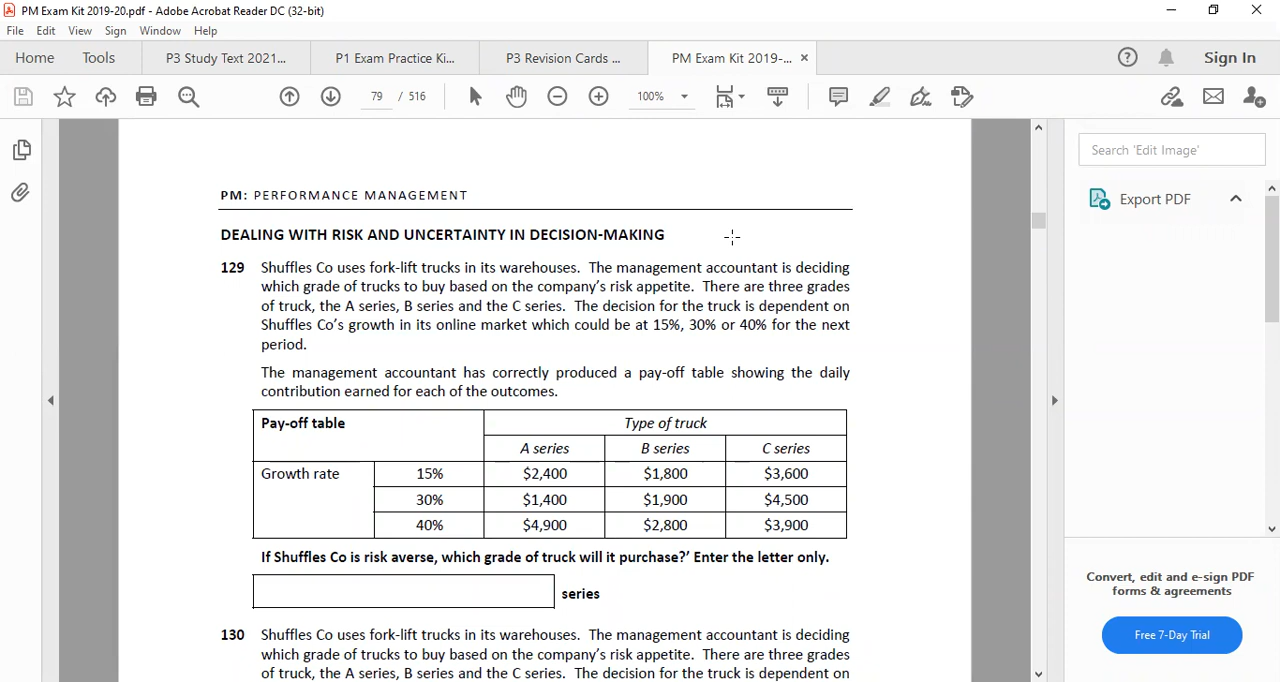 PM Exam Kit 2019-20.pdf - Adobe Acrobat Reader DC (32-bit)
File Edit View Sign Window Help
Home Tools P3 Study Text 2021... P1 Exam Practice Ki... P3 Revision Cards ... PM Exam Kit 2019-... × Sign In
79 / 516 100%
Search 'Edit Image'
Export PDF
PM: PERFORMANCE MANAGEMENT
DEALING WITH RISK AND UNCERTAINTY IN DECISION-MAKING
129 Shuffles Co uses fork-lift trucks in its warehouses. The management accountant is deciding
which grade of trucks to buy based on the company's risk appetite. There are three grades
of truck, the A series, B series and the C series. The decision for the truck is dependent on
Shuffles Co's growth in its online market which could be at 15%, 30% or 40% for the next
period.
The management accountant has correctly produced a pay-off table showing the daily
contribution earned for each of the outcomes.
Pay-off table Type of truck
A series B series C series
Growth rate 15% $2,400 $1,800 $3,600
30% $1,400 $1,900 $4,500
40% $4,900 $2,800 $3,900
If Shuffles Co is risk averse, which grade of truck will it purchase?' Enter the letter only.
series
130 Shuffles Co uses fork-lift trucks in its warehouses. The management accountant is deciding
which grade of trucks to buy based on the company's risk appetite. There are three grades
of truck, the A series, B series and the C series. The decision for the truck is dependent on
Convert, edit and e-sign PDF
forms & agreements
Free 7-Day Trial